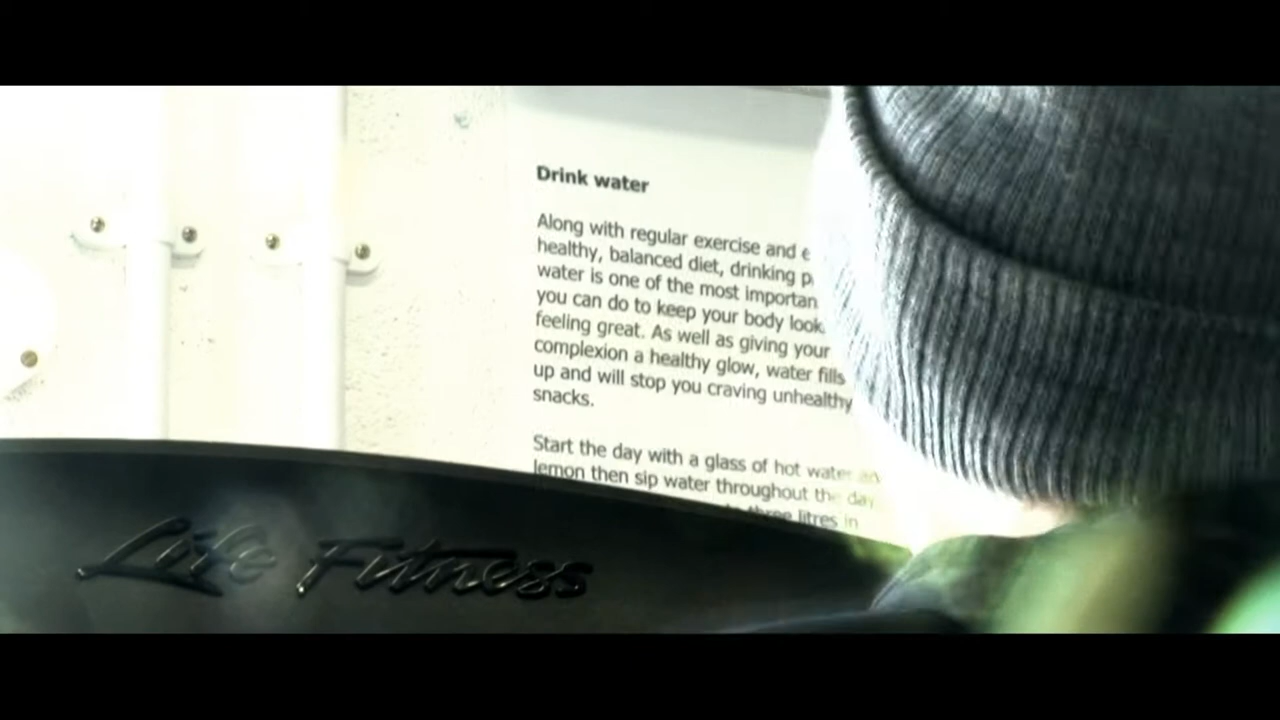 Drink water
Along with regular exercise and
healthy, balanced diet, drinking
water is one of the most
you can do to keep your body
feeling great. As well as giving your
complexion a healthy glow, water fills
up and will stop you craving unhealthy
snacks.
Start the day with a glass of hot water
lemon then sip water throughout the day
three litres in
Life Fitness